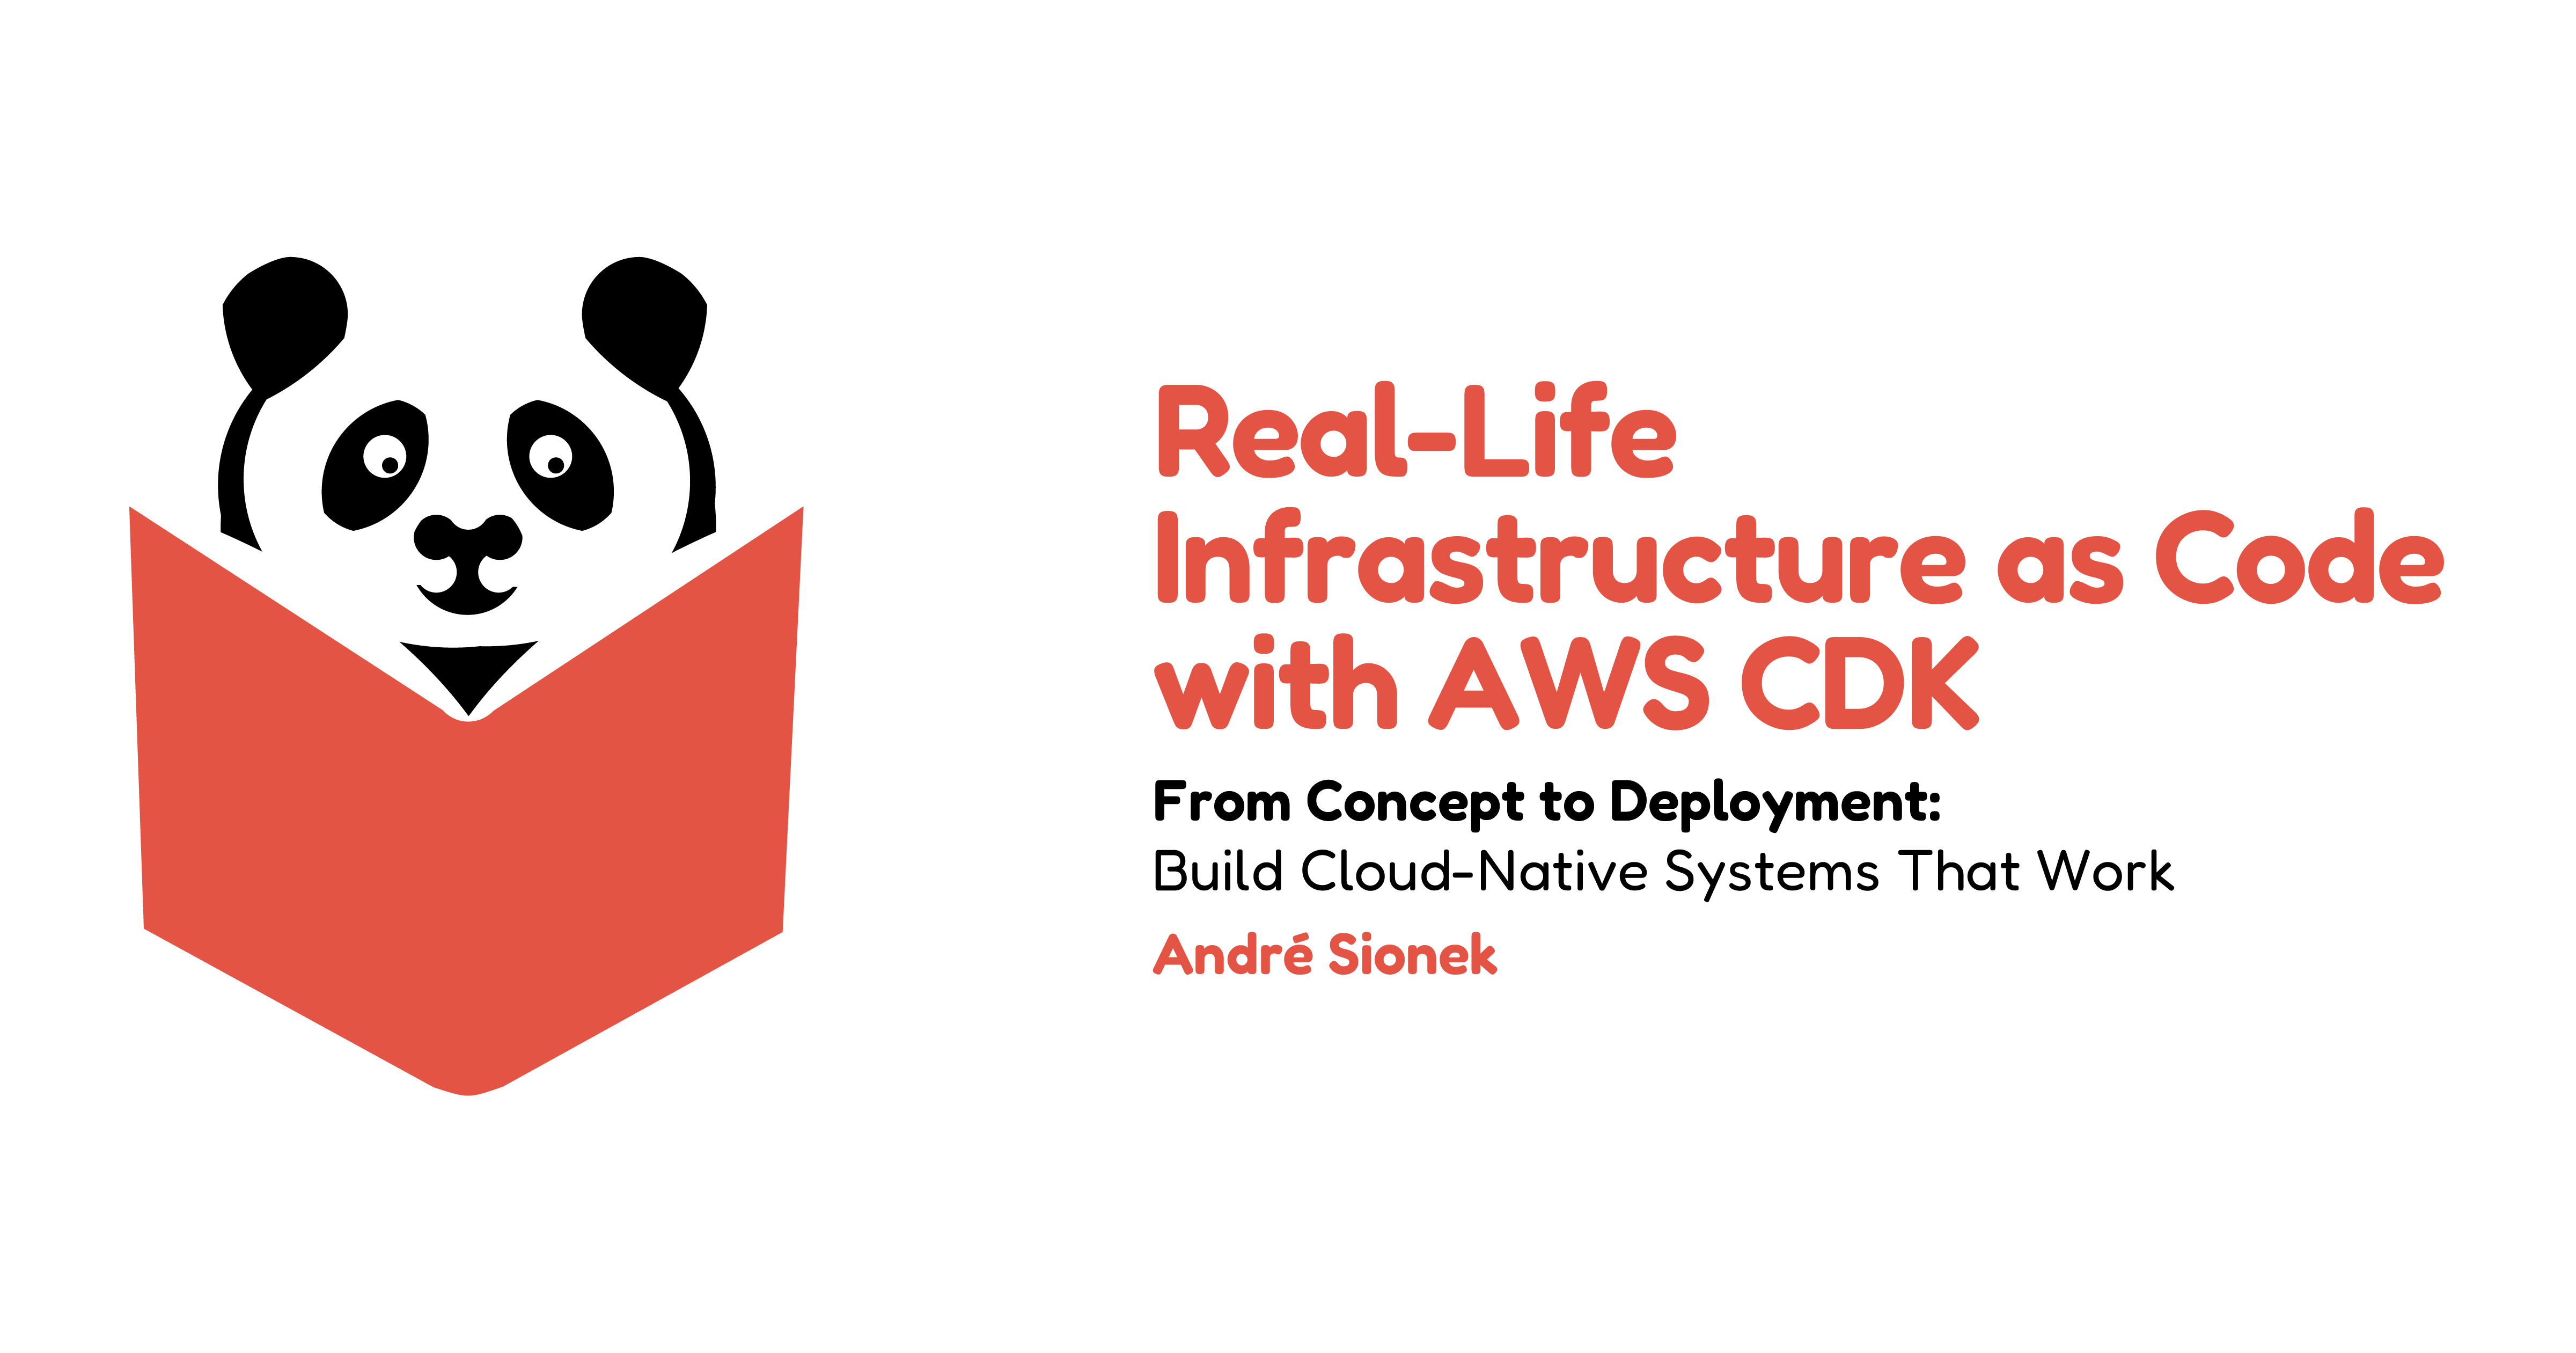 Real-Life
Infrastructure as Code
with AWS CDK
From Concept to Deployment:
Build Cloud-Native Systems That Work
André Sionek